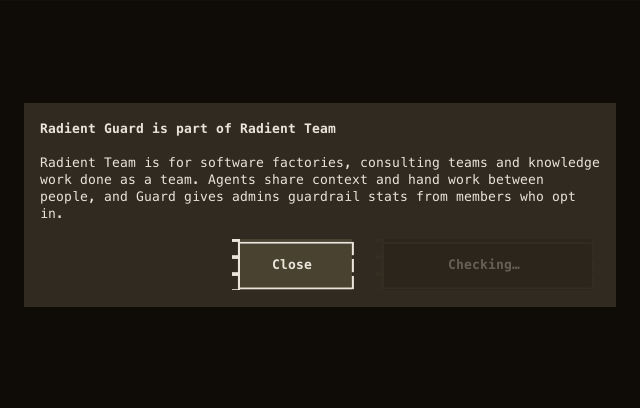 Radient Guard is part of Radient Team
Radient Team is for software factories, consulting teams and knowledge
work done as a team. Agents share context and hand work between
people, and Guard gives admins guardrail stats from members who opt
in.
Close
Checking…